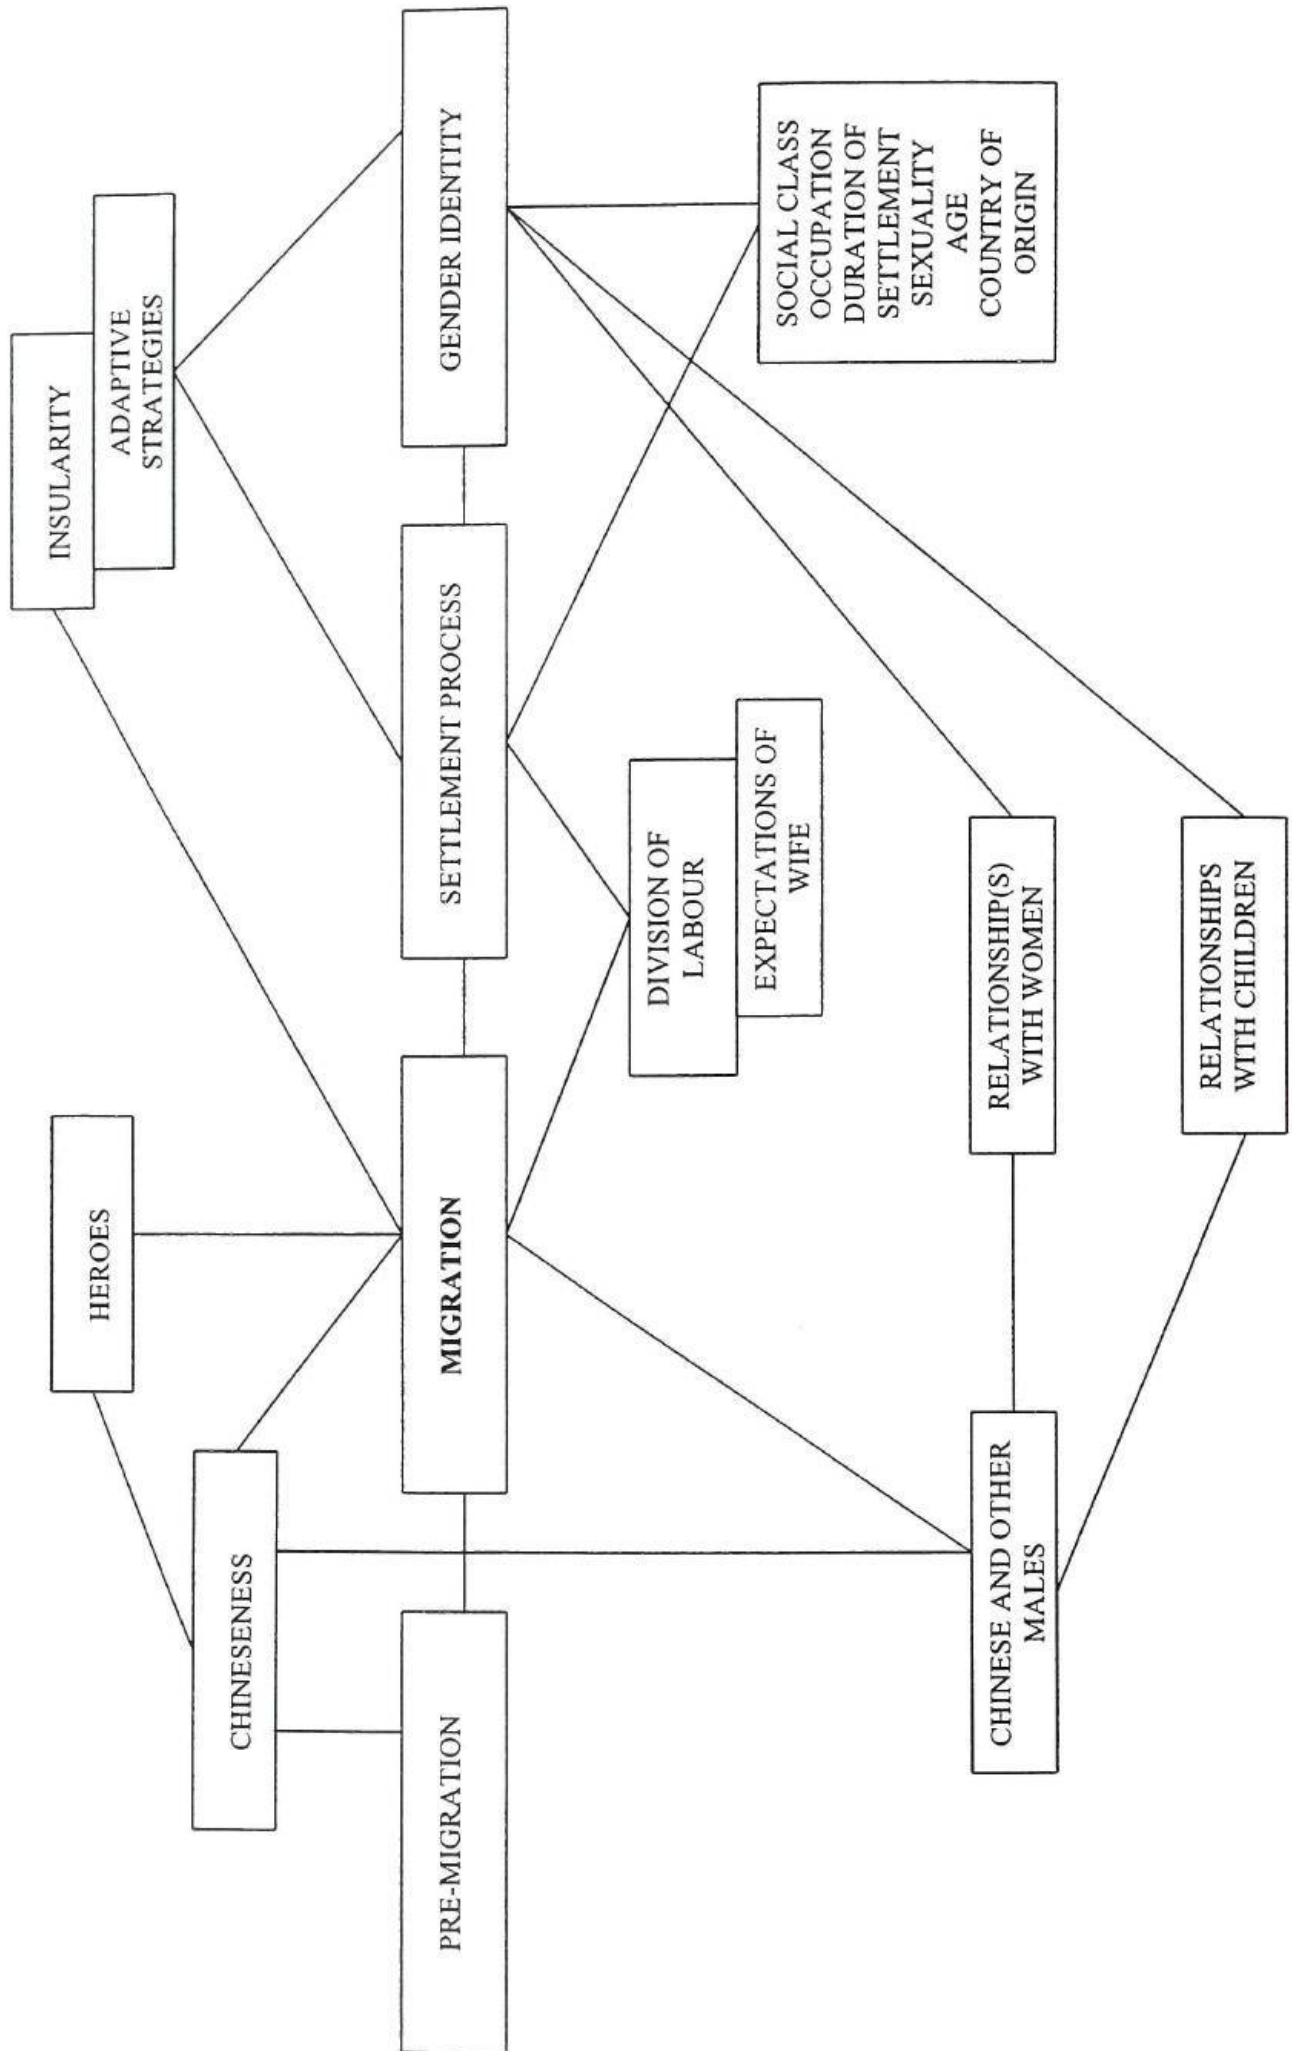 INSULARITY
ADAPTIVE
STRATEGIES
HEROES
CHINESENESS
PRE-MIGRATION
MIGRATION
SETTLEMENT PROCESS
GENDER IDENTITY
DIVISION OF
LABOUR
EXPECTATIONS OF
WIFE
SOCIAL CLASS
OCCUPATION
DURATION OF
SETTLEMENT
SEXUALITY
AGE
COUNTRY OF
ORIGIN
CHINESE AND OTHER
MALES
RELATIONSHIP(S)
WITH WOMEN
RELATIONSHIPS
WITH CHILDREN